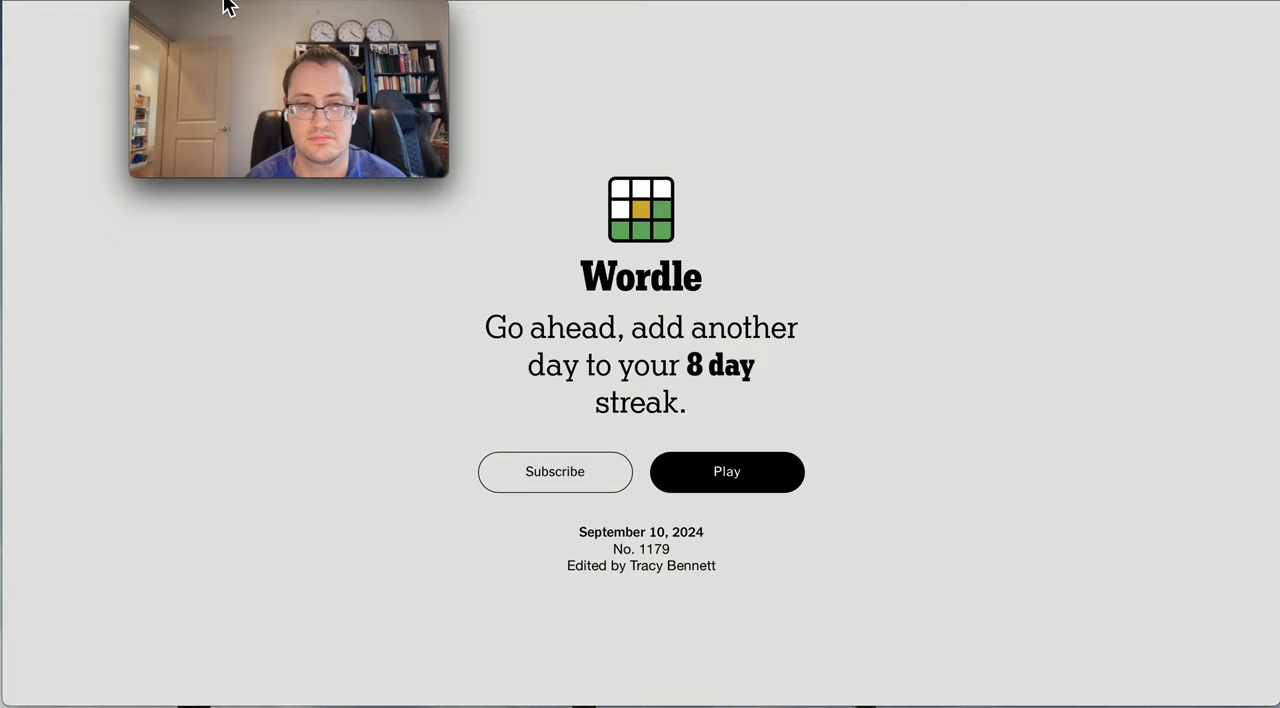 Wordle
Go ahead, add another
day to your 8 day
streak.
Subscribe
Play
September 10, 2024
No. 1179
Edited by Tracy Bennett